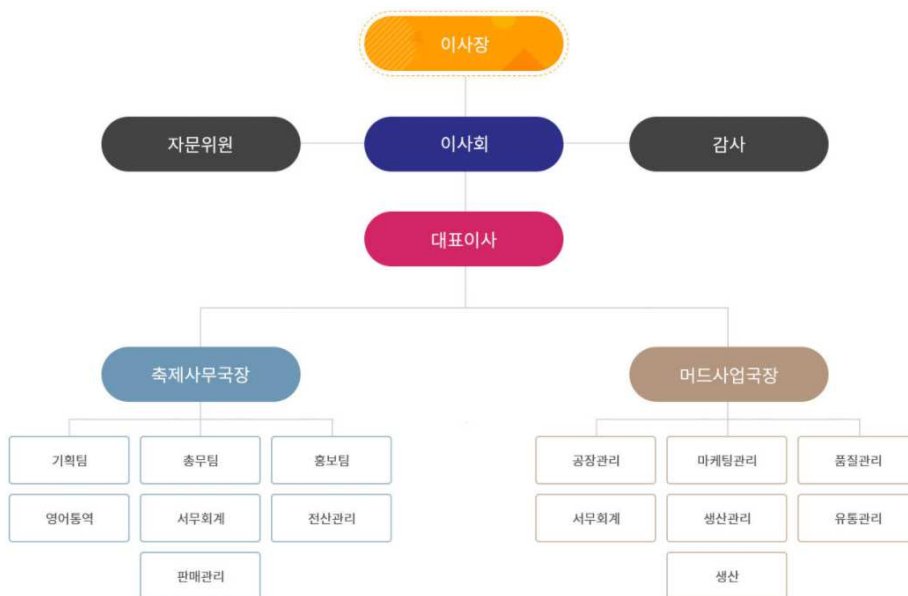 이사장
자문위원
이사회
감사
대표이사
축제사무국장
머드사업국장
기획팀
총무팀
홍보팀
공장관리
마케팅관리
품질관리
영어통역
서무회계
전산관리
서무회계
생산관리
유통관리
판매관리
생산